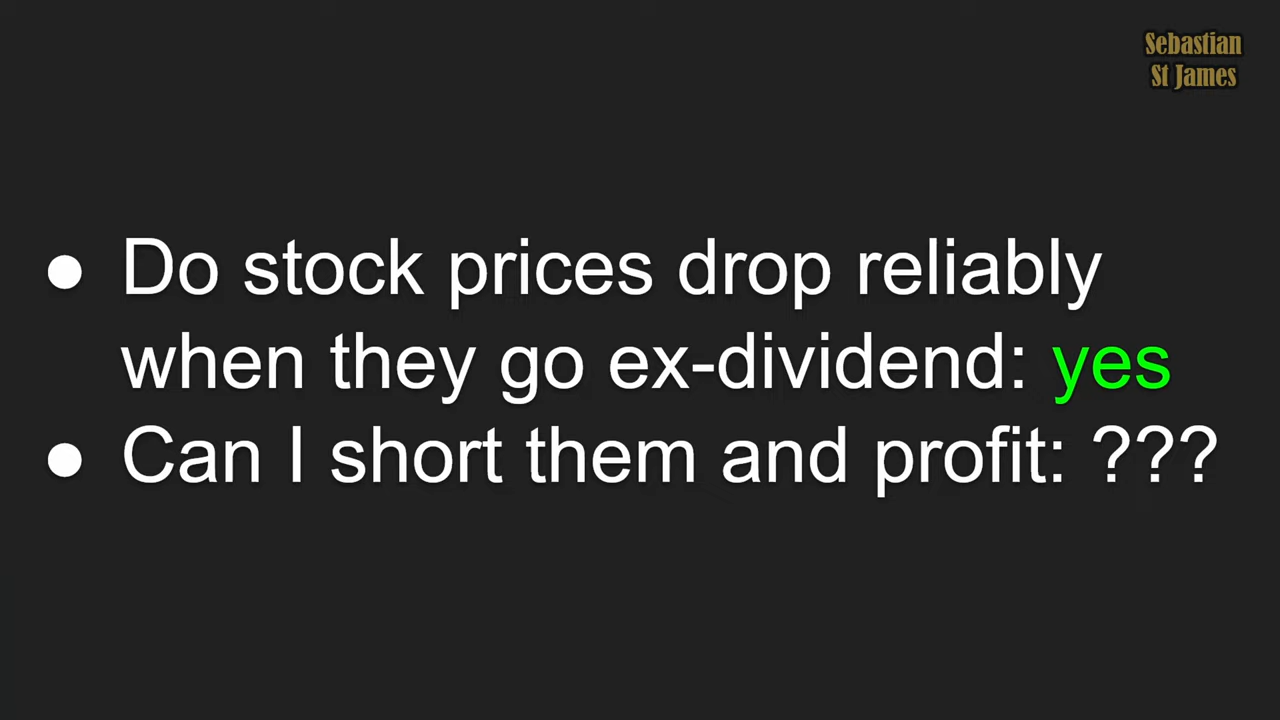 Sebastian
St James
● Do stock prices drop reliably
when they go ex-dividend: yes
● Can I short them and profit: ???